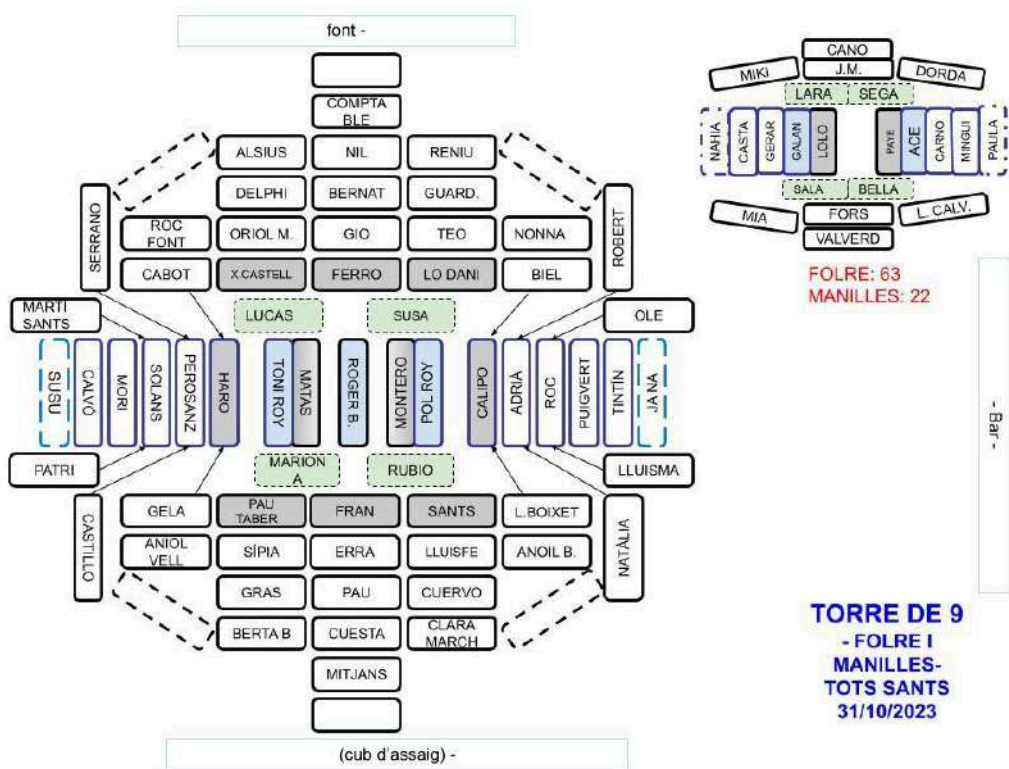 font -
COMPTA
BLE
ALSIUS
NIL
RENIU
DELPHI
BERNAT
GUARD.
SERRANO
ROBERT
ROC
FONT
ORIOL M.
GIO
TEO
NONNA
CABOT
X.CASTELL
FERRO
LO DANI
BIEL
MARTI
SANTS
LUCAS
SUSA
OLE
SUSU
CALVÓ
MORI
SOLANS
PEROSANZ
HARO
TONI ROY
MATAS
ROGER B.
MONTERO
POL ROY
CALIPO
ADRIÀ
ROC
PUIGVERT
TINTÍN
JANA
PATRI
MARION
A
RUBIO
LLUISMA
CASTILLO
GELA
PAU
TABER
FRAN
SANTS
L.BOIXET
NATÀLIA
ANIOL
VELL
SÍPIA
ERRA
LLUISFE
ANOIL B.
GRAS
PAU
CUERVO
BERTA B
CUESTA
CLARA
MARCH
MITJANS
(cub d'assaig) -
CANO
MIKI
J.M.
DORDA
LARA
SEGA
NAHIA
CASTA
GERAR
GALAN
LOLO
PAYE
ACE
CARNO
MINGUI
PAULA
SALA
BELLA
MIA
FORS
L. CALV.
VALVERD
FOLRE: 63
MANILLES: 22
- Bar -
TORRE DE 9
- FOLRE I
MANILLES-
TOTS SANTS
31/10/2023